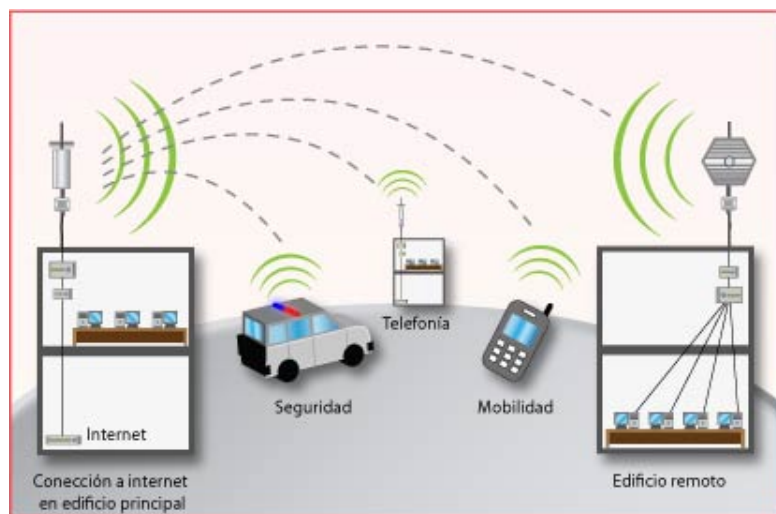 Telefonía
Seguridad
Mobilidad
Internet
Conección a internet
en edificio principal
Edificio remoto